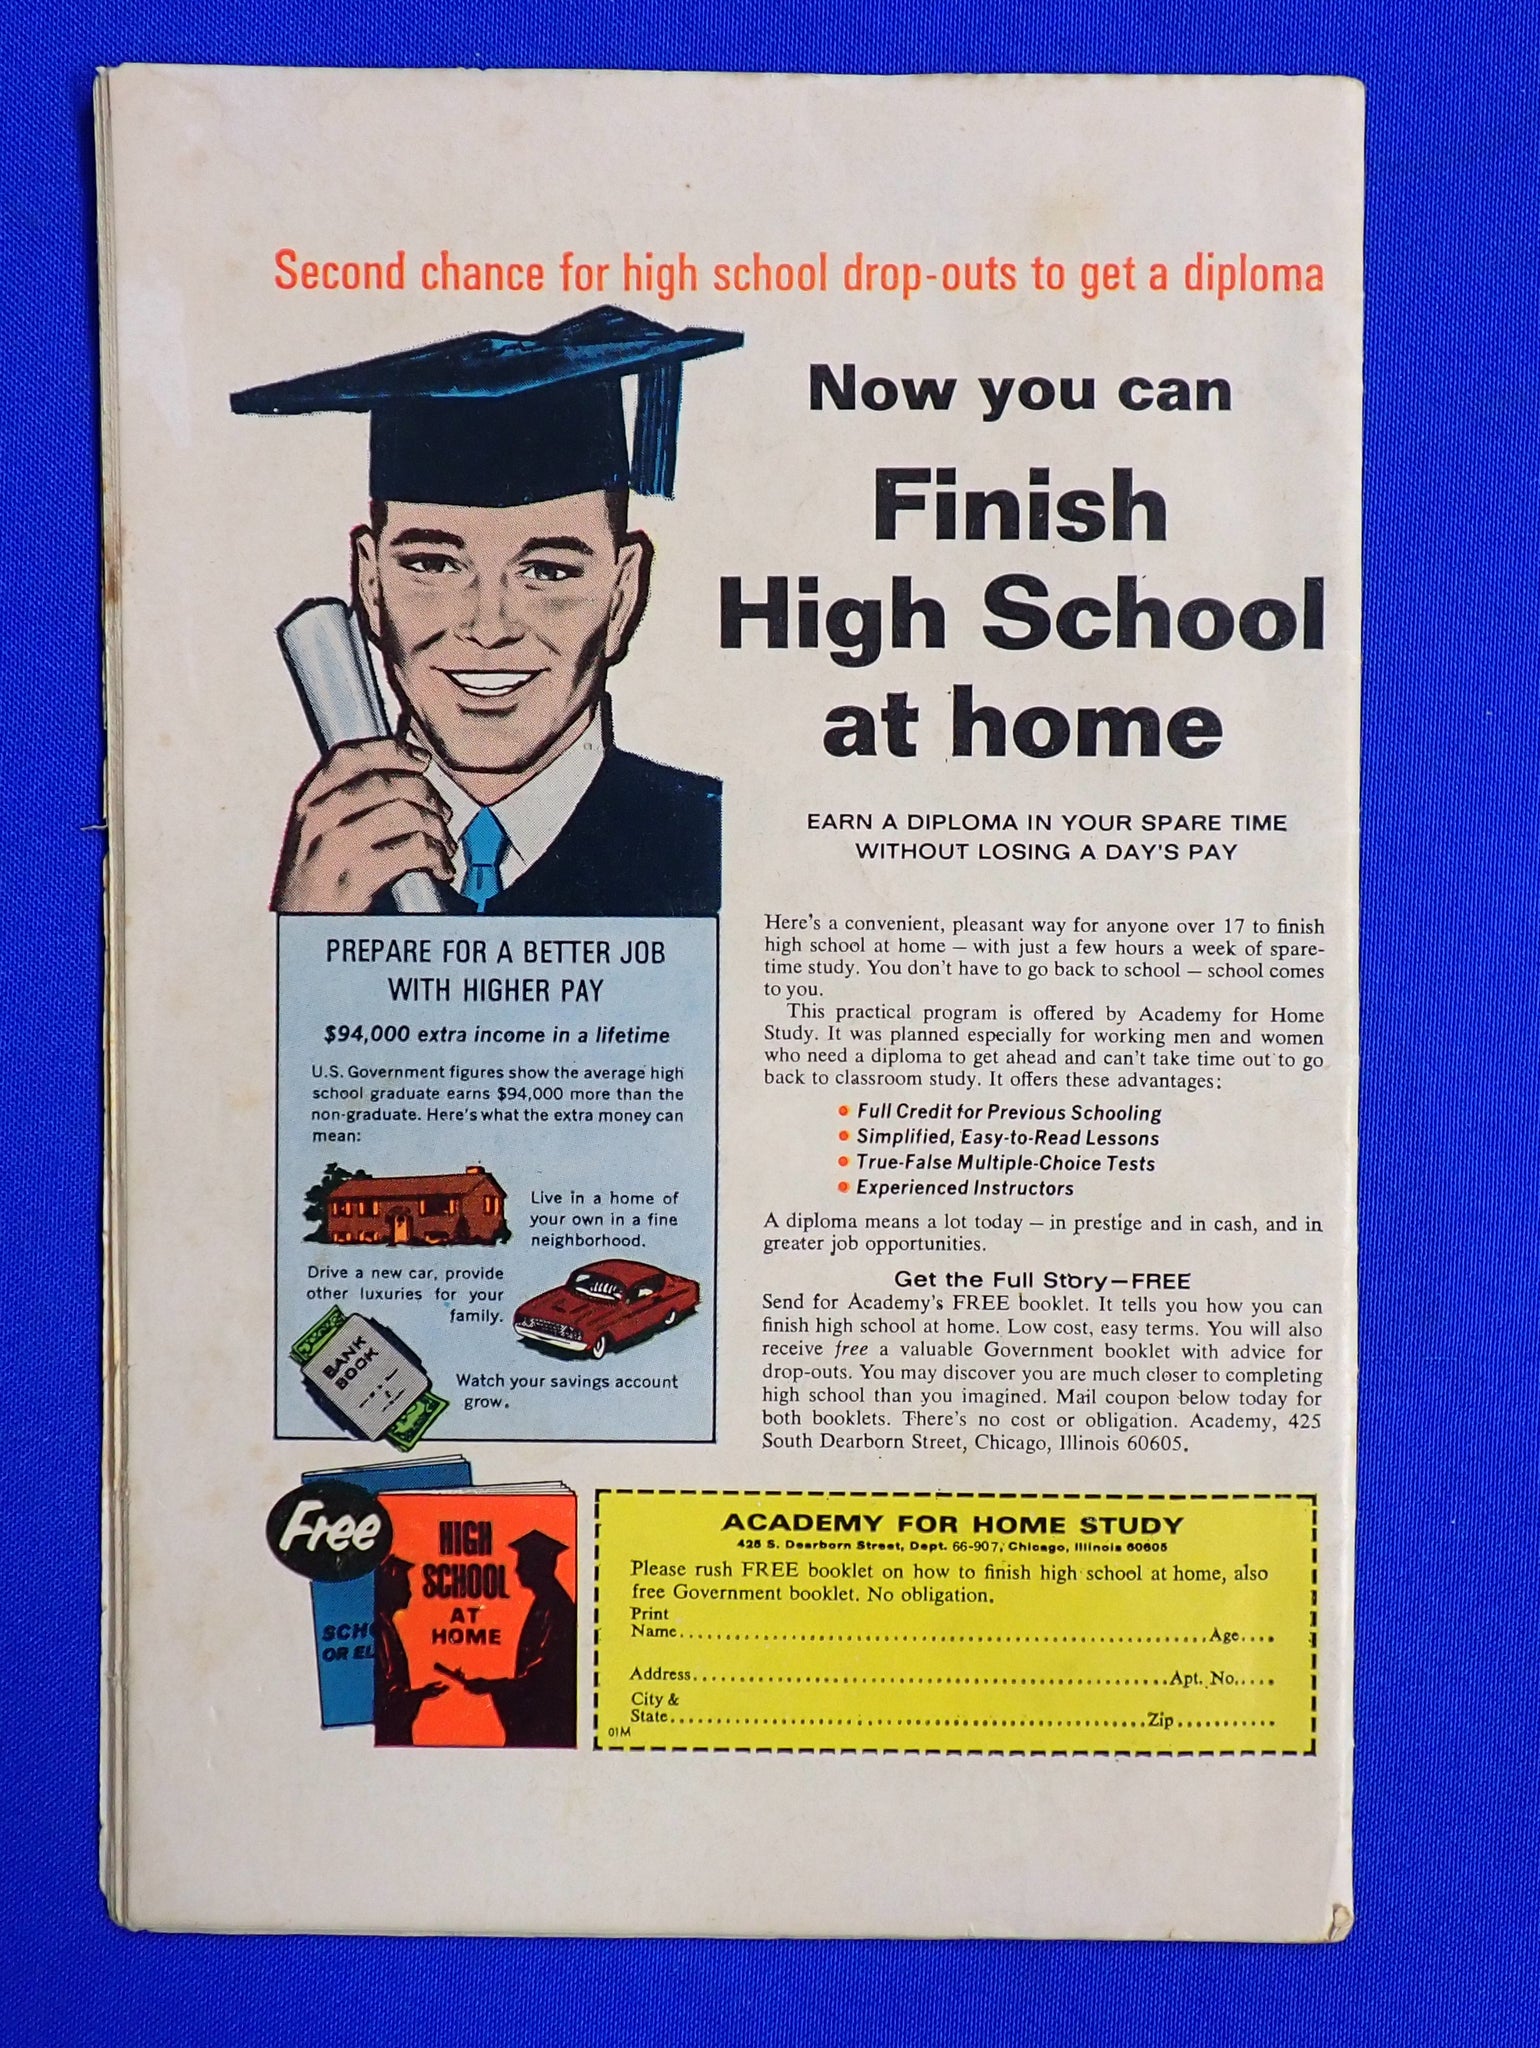 Second chance for high school drop-outs to get a diploma
Now you can
Finish
High School
at home
EARN A DIPLOMA IN YOUR SPARE TIME
WITHOUT LOSING A DAY'S PAY
PREPARE FOR A BETTER JOB
WITH HIGHER PAY
$94,000 extra income in a lifetime
U.S. Government figures show the average high
school graduate earns $94,000 more than the
non-graduate. Here's what the extra money can
mean:
Live in a home of
your own in a fine
neighborhood.
Drive a new car, provide
other luxuries for your
family.
BANK
BOOK
Watch your savings account
grow.
Here's a convenient, pleasant way for anyone over 17 to finish
high school at home — with just a few hours a week of spare-
time study. You don't have to go back to school — school comes
to you.
This practical program is offered by Academy for Home
Study. It was planned especially for working men and women
who need a diploma to get ahead and can't take time out to go
back to classroom study. It offers these advantages:
• Full Credit for Previous Schooling
• Simplified, Easy-to-Read Lessons
• True-False Multiple-Choice Tests
• Experienced Instructors
A diploma means a lot today — in prestige and in cash, and in
greater job opportunities.
Get the Full Story—FREE
Send for Academy's FREE booklet. It tells you how you can
finish high school at home. Low cost, easy terms. You will also
receive free a valuable Government booklet with advice for
drop-outs. You may discover you are much closer to completing
high school than you imagined. Mail coupon below today for
both booklets. There's no cost or obligation. Academy, 425
South Dearborn Street, Chicago, Illinois 60605.
Free
SCHO
OR EL
HIGH
SCHOOL
AT
HOME
ACADEMY FOR HOME STUDY
425 S. Dearborn Street, Dept. 66-907, Chicago, Illinois 60605
Please rush FREE booklet on how to finish high school at home, also
free Government booklet. No obligation.
Print
Name Age
Address Apt. No.
City &
State Zip
01M